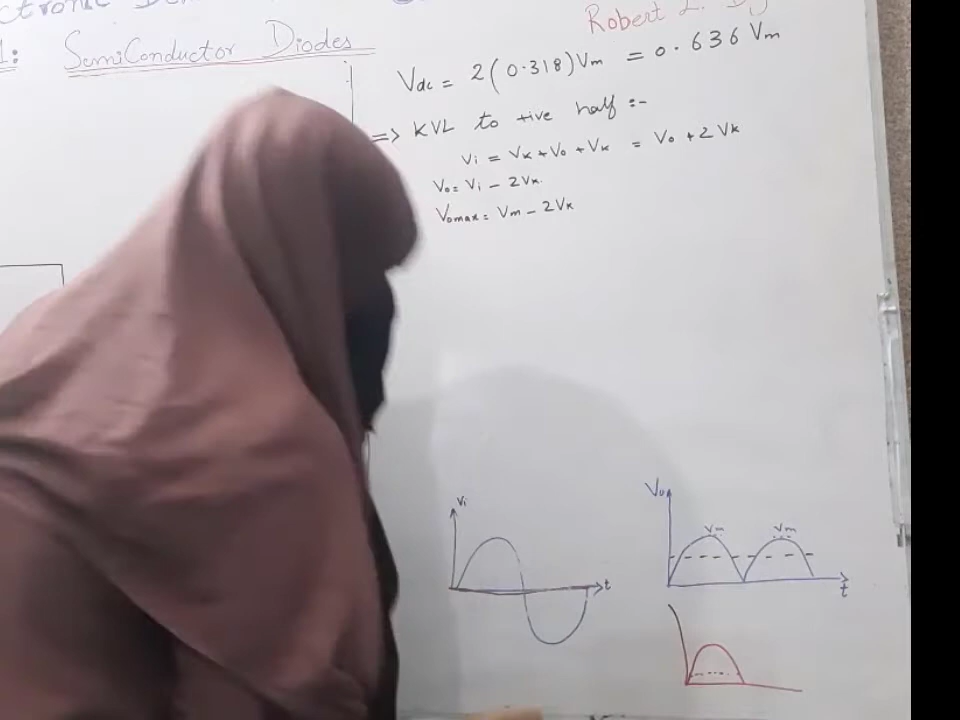 Robert L.
1: SemiConductor Diodes
Vdc = 2(0.318)Vm = 0.636 Vm
=> KVL to +ive half :-
Vi = VK + Vo + VK = Vo + 2VK
Vo = Vi - 2VK.
Vomax = Vm - 2VK
Vi
t
Vo
Vm Vm
t